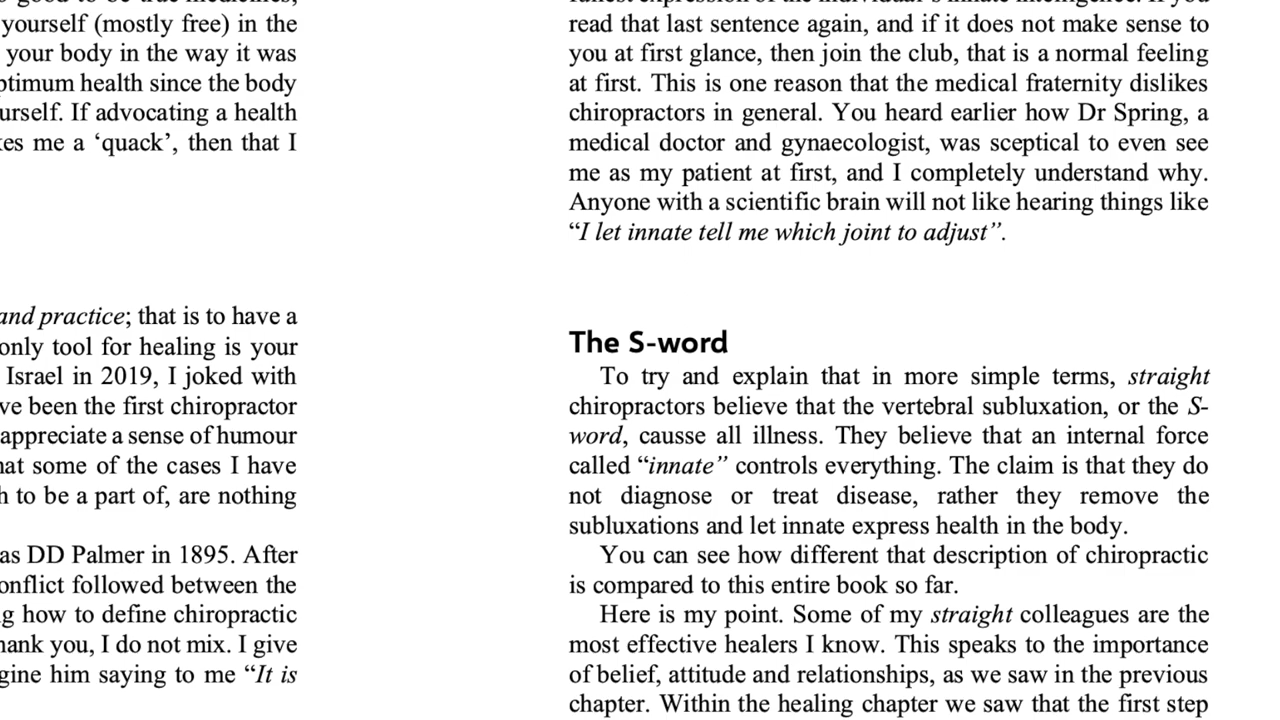 yourself (mostly free) in the
your body in the way it was
optimum health since the body
If advocating a health
me a ‘quack’, then that I
and practice; that is to have a
only tool for healing is your
Israel in 2019, I joked with
been the first chiropractor
appreciate a sense of humour
some of the cases I have
to be a part of, are nothing
DD Palmer in 1895. After
conflict followed between the
how to define chiropractic
you, I do not mix. I give
him saying to me “It is
read that last sentence again, and if it does not make sense to
you at first glance, then join the club, that is a normal feeling
at first. This is one reason that the medical fraternity dislikes
chiropractors in general. You heard earlier how Dr Spring, a
medical doctor and gynaecologist, was sceptical to even see
me as my patient at first, and I completely understand why.
Anyone with a scientific brain will not like hearing things like
“I let innate tell me which joint to adjust”.
The S-word
To try and explain that in more simple terms, straight
chiropractors believe that the vertebral subluxation, or the S-
word, causse all illness. They believe that an internal force
called “innate” controls everything. The claim is that they do
not diagnose or treat disease, rather they remove the
subluxations and let innate express health in the body.
You can see how different that description of chiropractic
is compared to this entire book so far.
Here is my point. Some of my straight colleagues are the
most effective healers I know. This speaks to the importance
of belief, attitude and relationships, as we saw in the previous
chapter. Within the healing chapter we saw that the first step